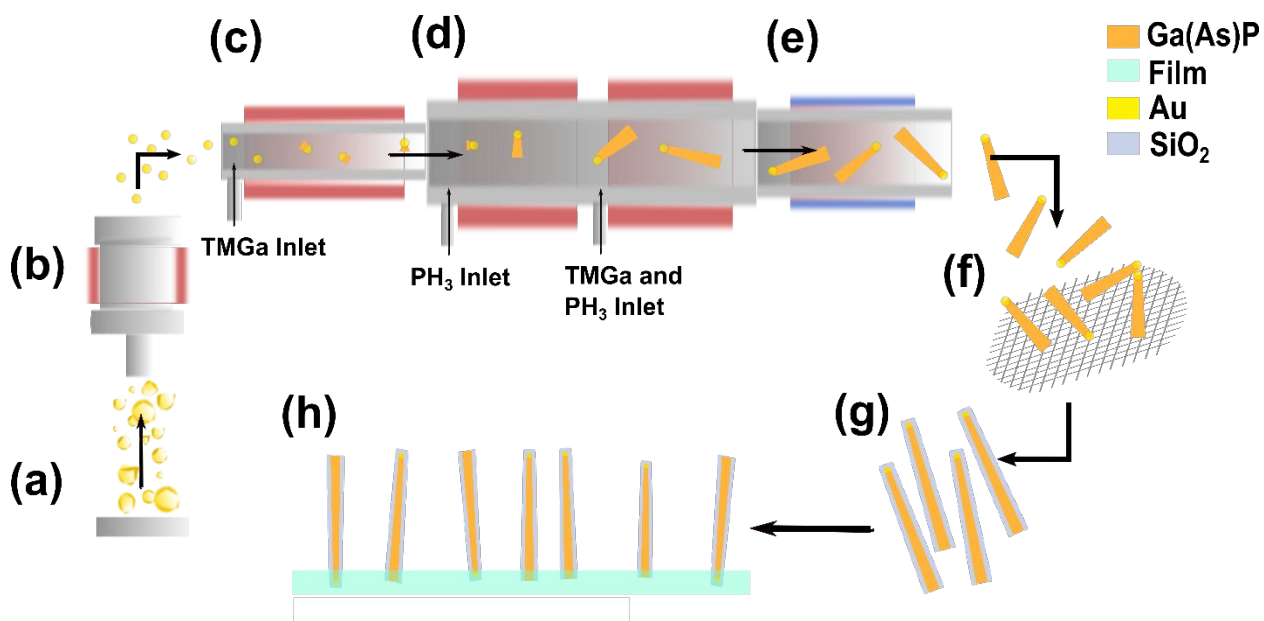 (c)
(d)
(e)
Ga(As)P
Film
Au
SiO₂
(b)
TMGa Inlet
PH₃ Inlet
TMGa and
PH₃ Inlet
(f)
(a)
(h)
(g)